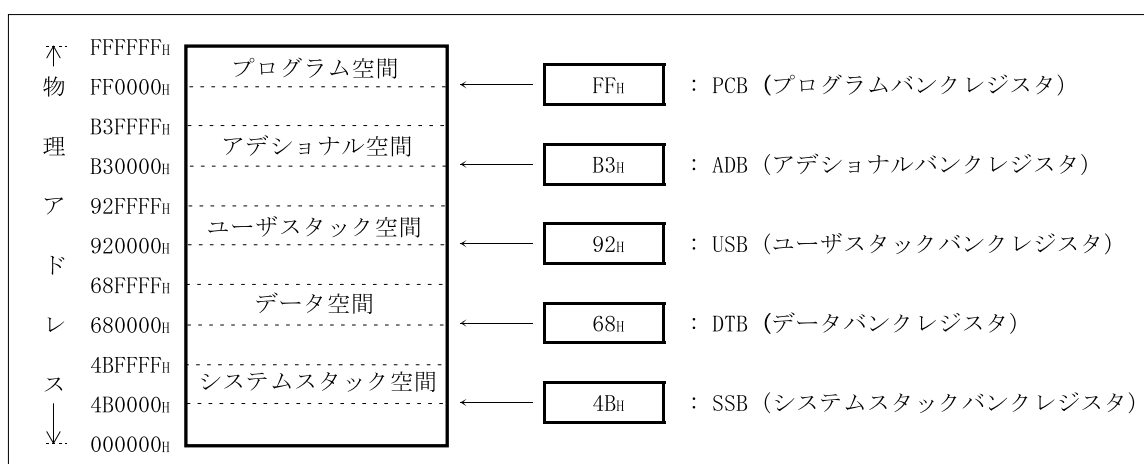 物理アドレス
FFFFFFH
プログラム空間
FF0000H
FFH : PCB (プログラムバンクレジスタ)
B3FFFFH
アデショナル空間
B30000H
B3H : ADB (アデショナルバンクレジスタ)
92FFFFH
ユーザスタック空間
920000H
92H : USB (ユーザスタックバンクレジスタ)
68FFFFH
データ空間
680000H
68H : DTB (データバンクレジスタ)
4BFFFFH
システムスタック空間
4B0000H
4BH : SSB (システムスタックバンクレジスタ)
000000H